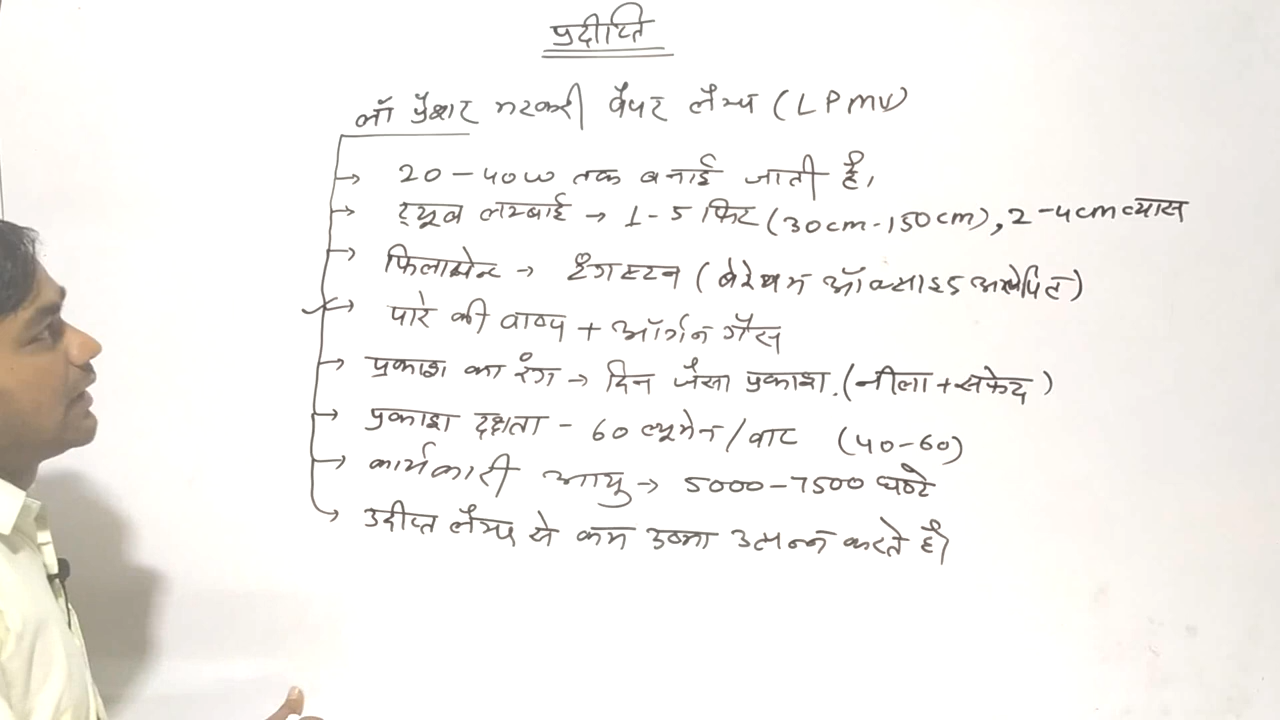 प्रदीप्ति
लॉ प्रैशर मरकरी वैपर लैम्प (LPMV)
20-40W तक बनाई जाती है।
ट्यूब लम्बाई → 1-5 फिट (30cm-150cm), 2-4cm व्यास
फिलामेन्ट → टंगस्टन (बेरियम ऑक्साइड आलेपित)
पारे की वाष्प + ऑर्गन गैस
प्रकाश का रंग → दिन जैसा प्रकाश. (नीला+सफेद)
प्रकाश दक्षता - 60 ल्यूमेन/वाट (40-60)
कार्यकारी आयु → 5000-7500 घण्टे
उदीप्त लैम्प से कम उष्मा उत्पन्न करते है।